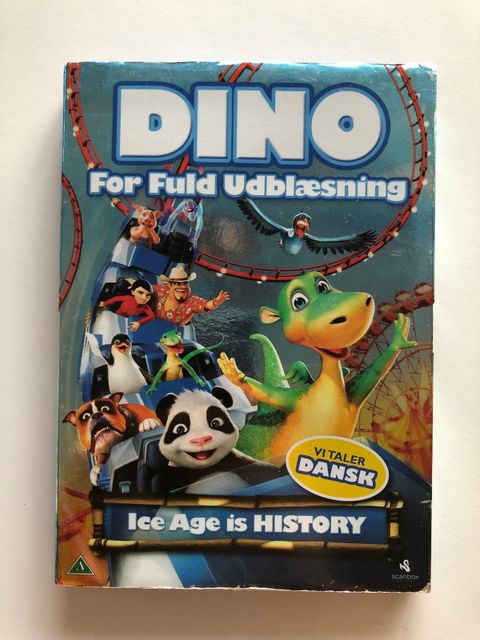 DINO
For Fuld Udblæsning
VI TALER
DANSK
Ice Age is HISTORY
A
scanbox